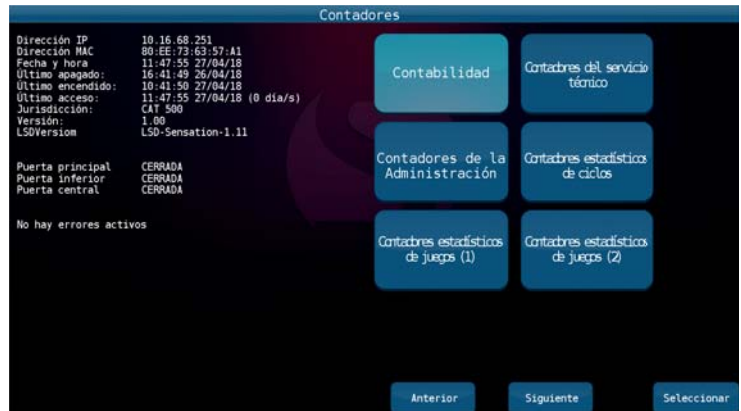 Contadores
Dirección IP 10.16.68.251
Dirección MAC 80:EE:73:63:57:A1
Fecha y hora 11:47:55 27/04/18
Último apagado: 16:41:49 26/04/18
Último encendido: 10:41:50 27/04/18
Último acceso: 11:47:55 27/04/18 (0 día/s)
Jurisdicción: CAT 500
Versión: 1.00
LSDVersiom LSD-Sensation-1.11
Puerta principal CERRADA
Puerta inferior CERRADA
Puerta central CERRADA
No hay errores activos
Contabilidad
Contadores del servicio
técnico
Contadores de la
Administración
Contadores estadísticos
de ciclos
Contadores estadísticos
de juegos (1)
Contadores estadísticos
de juegos (2)
Anterior
Siguiente
Seleccionar